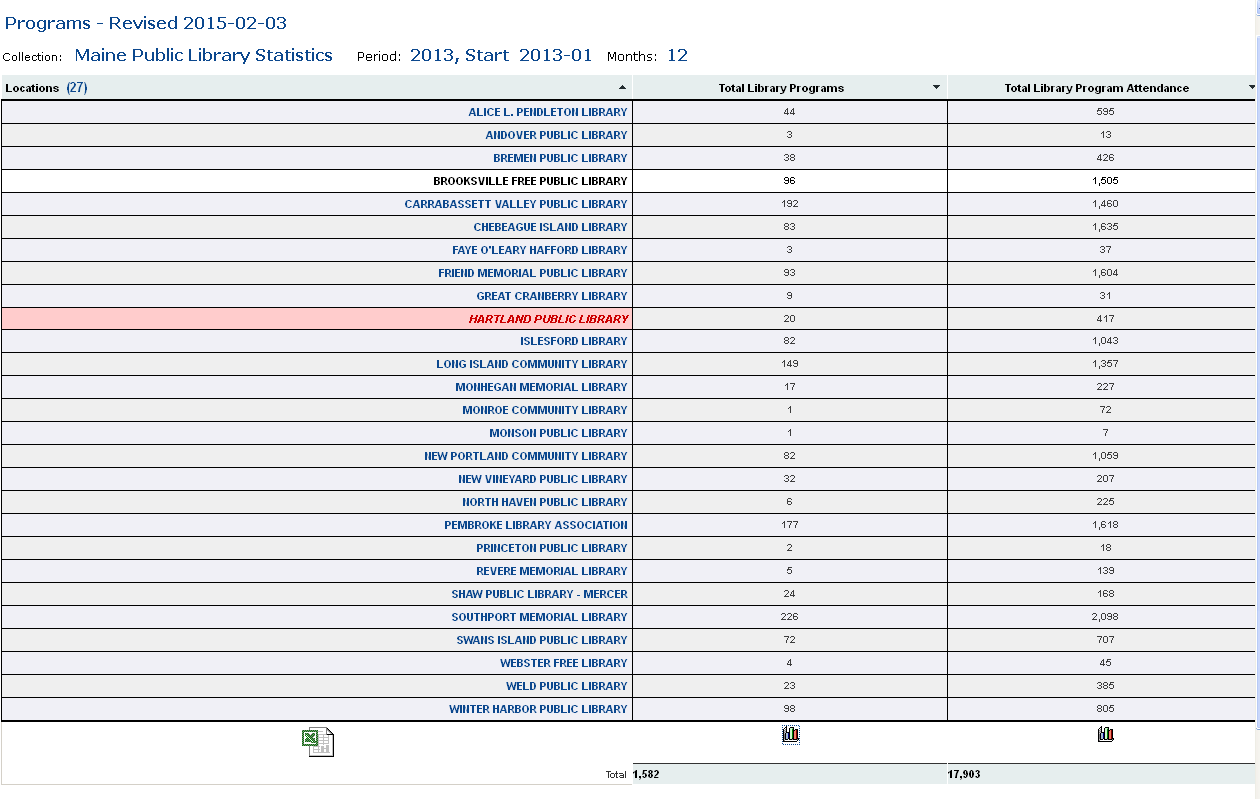 Programs - Revised 2015-02-03
Collection: Maine Public Library Statistics Period: 2013, Start 2013-01 Months: 12
Locations (27) Total Library Programs Total Library Program Attendance
ALICE L. PENDLETON LIBRARY 44 595
ANDOVER PUBLIC LIBRARY 3 13
BREMEN PUBLIC LIBRARY 38 426
BROOKSVILLE FREE PUBLIC LIBRARY 96 1,505
CARRABASSETT VALLEY PUBLIC LIBRARY 192 1,460
CHEBEAGUE ISLAND LIBRARY 83 1,635
FAYE O'LEARY HAFFORD LIBRARY 3 37
FRIEND MEMORIAL PUBLIC LIBRARY 93 1,604
GREAT CRANBERRY LIBRARY 9 31
HARTLAND PUBLIC LIBRARY 20 417
ISLESFORD LIBRARY 82 1,043
LONG ISLAND COMMUNITY LIBRARY 149 1,357
MONHEGAN MEMORIAL LIBRARY 17 227
MONROE COMMUNITY LIBRARY 1 72
MONSON PUBLIC LIBRARY 1 7
NEW PORTLAND COMMUNITY LIBRARY 82 1,059
NEW VINEYARD PUBLIC LIBRARY 32 207
NORTH HAVEN PUBLIC LIBRARY 6 225
PEMBROKE LIBRARY ASSOCIATION 177 1,618
PRINCETON PUBLIC LIBRARY 2 18
REVERE MEMORIAL LIBRARY 5 139
SHAW PUBLIC LIBRARY - MERCER 24 168
SOUTHPORT MEMORIAL LIBRARY 226 2,098
SWANS ISLAND PUBLIC LIBRARY 72 707
WEBSTER FREE LIBRARY 4 45
WELD PUBLIC LIBRARY 23 385
WINTER HARBOR PUBLIC LIBRARY 98 805
Total 1,582 17,903